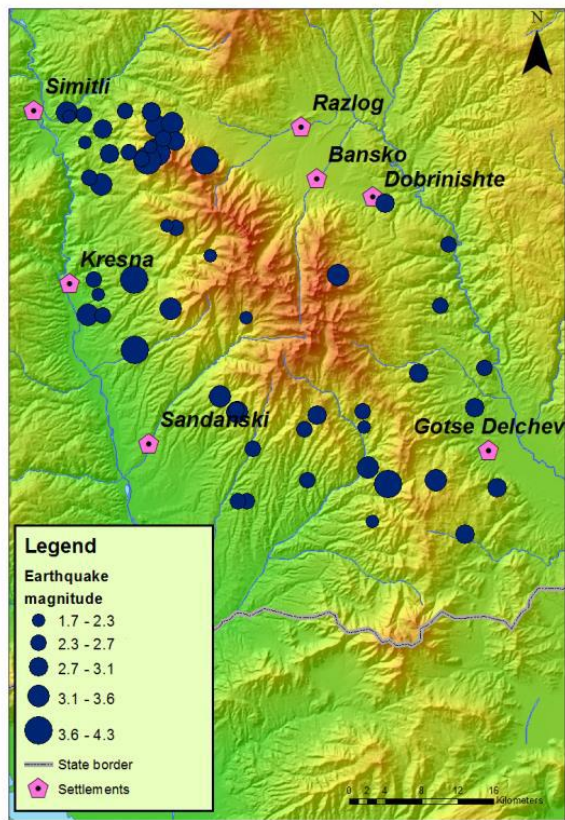 N
Simitli
Razlog
Bansko
Dobrinishte
Kresna
Sandanski
Gotse Delchev
Legend
Earthquake
magnitude
1.7 - 2.3
2.3 - 2.7
2.7 - 3.1
3.1 - 3.6
3.6 - 4.3
State border
Settlements
0 2 4 8 12 16
Kilometers